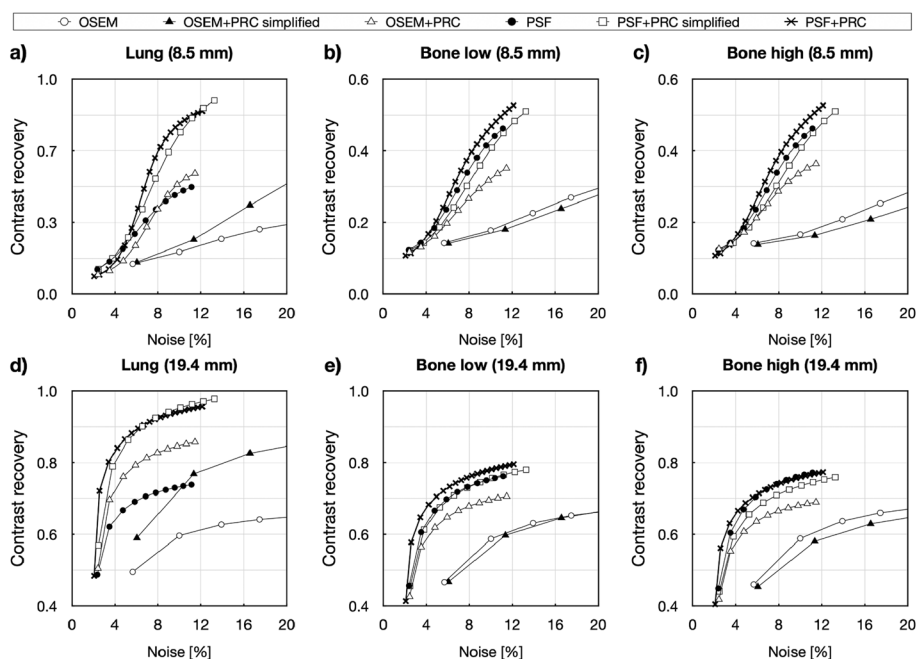 OSEM OSEM+PRC simplified OSEM+PRC PSF PSF+PRC simplified PSF+PRC
a) Lung (8.5 mm)
1.0
0.7
0.3
0.0
Contrast recovery
0 4 8 12 16 20
Noise [%]
b) Bone low (8.5 mm)
0.6
0.4
0.2
0.0
Contrast recovery
0 4 8 12 16 20
Noise [%]
c) Bone high (8.5 mm)
0.6
0.4
0.2
0.0
Contrast recovery
0 4 8 12 16 20
Noise [%]
d) Lung (19.4 mm)
1.0
0.8
0.6
0.4
Contrast recovery
0 4 8 12 16 20
Noise [%]
e) Bone low (19.4 mm)
1.0
0.8
0.6
0.4
Contrast recovery
0 4 8 12 16 20
Noise [%]
f) Bone high (19.4 mm)
1.0
0.8
0.6
0.4
Contrast recovery
0 4 8 12 16 20
Noise [%]